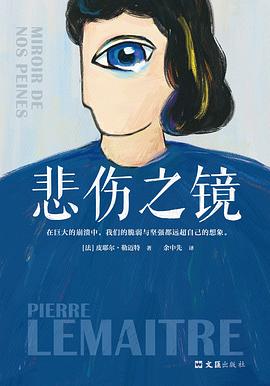 MIROIR DE
NOS PEINES
悲伤之镜
在巨大的崩溃中，我们的脆弱与坚强都远超自己的想象。
[法] 皮耶尔·勒迈特 著 余中先 译
PIERRE
LEMAITRE
文匯出版社